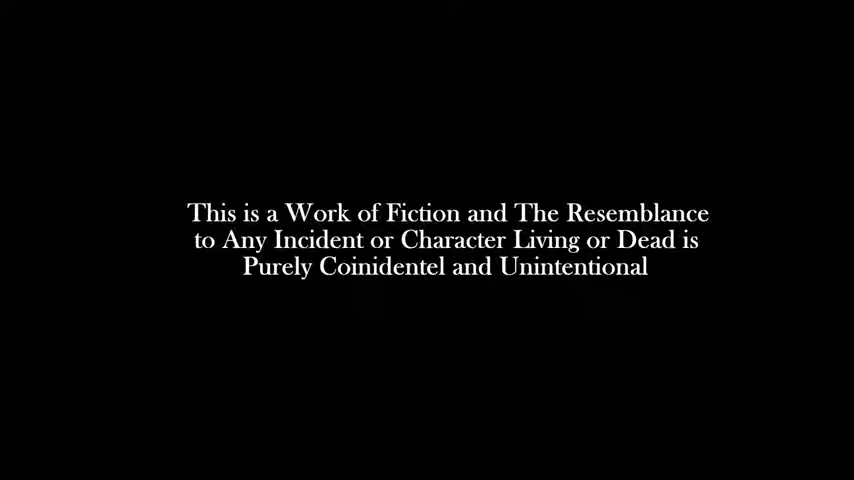 This is a Work of Fiction and The Resemblance
to Any Incident or Character Living or Dead is
Purely Coinidentel and Unintentional